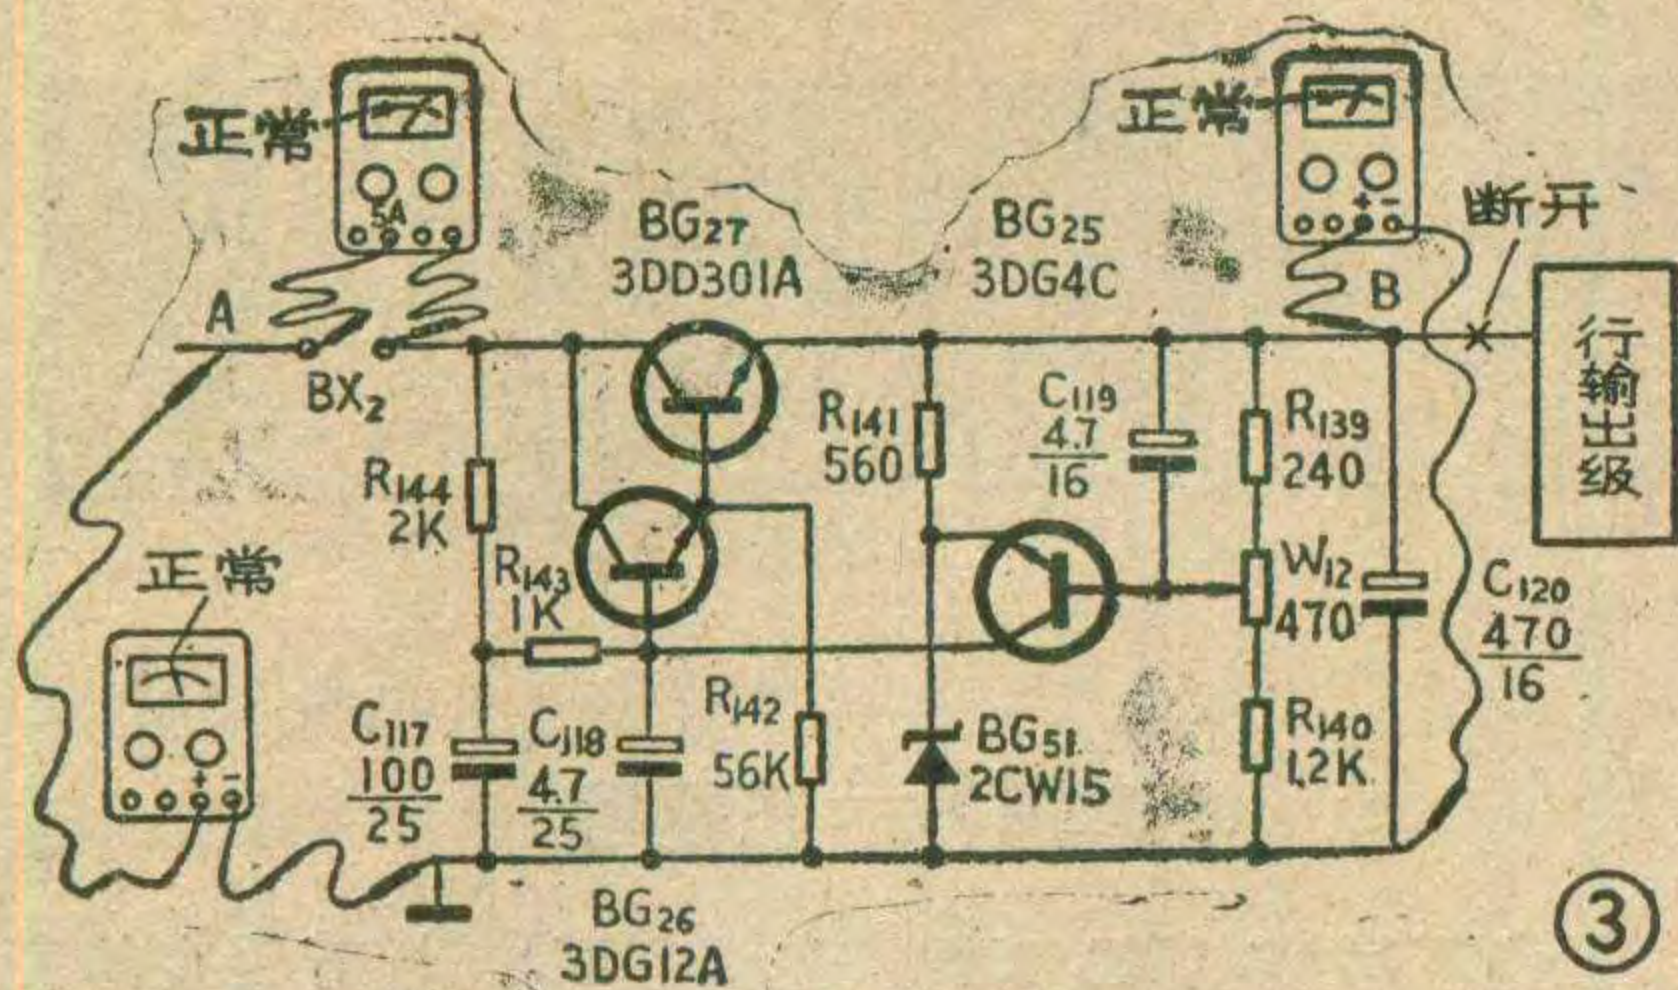 正常
5A
正常
+ -
断开
BG27
3DD301A
BG25
3DG4C
A
BX2
B
行输出级
R144
2K
R143
1K
R141
560
C119
4.7
16
R139
240
W12
470
C120
470
16
正常
+ -
C117
100
25
C118
4.7
25
R142
56K
BG51
2CW15
R140
1.2K
BG26
3DG12A
3